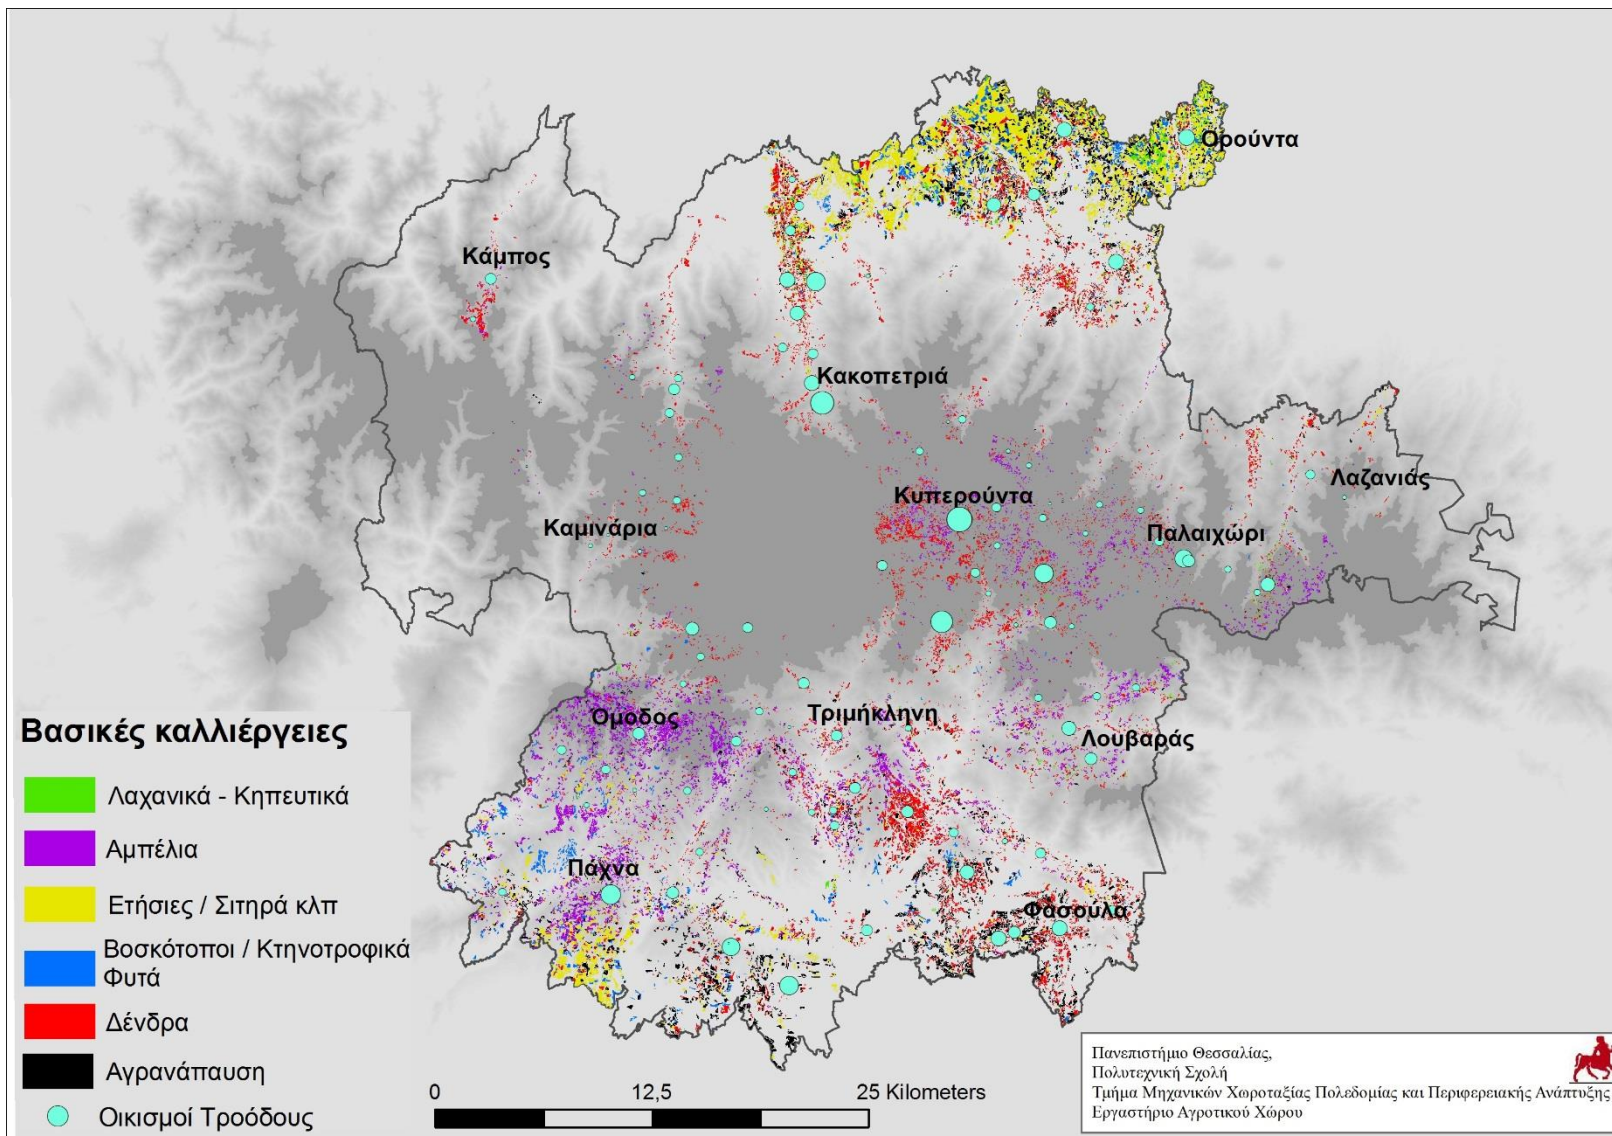 Ορούντα
Κάμπος
Κακοπετριά
Λαζανιάς
Κυπερούντα
Καμινάρια
Παλαιχώρι
Όμοδος
Τριμήκληνη
Λουβαράς
Πάχνα
Φασούλα
Βασικές καλλιέργειες
Λαχανικά - Κηπευτικά
Αμπέλια
Ετήσιες / Σιτηρά κλπ
Βοσκότοποι / Κτηνοτροφικά
Φυτά
Δένδρα
Αγρανάπαυση
Οικισμοί Τροόδους
0 12,5 25 Kilometers
Πανεπιστήμιο Θεσσαλίας,
Πολυτεχνική Σχολή
Τμήμα Μηχανικών Χωροταξίας Πολεδομίας και Περιφερειακής Ανάπτυξης
Εργαστήριο Αγροτικού Χώρου